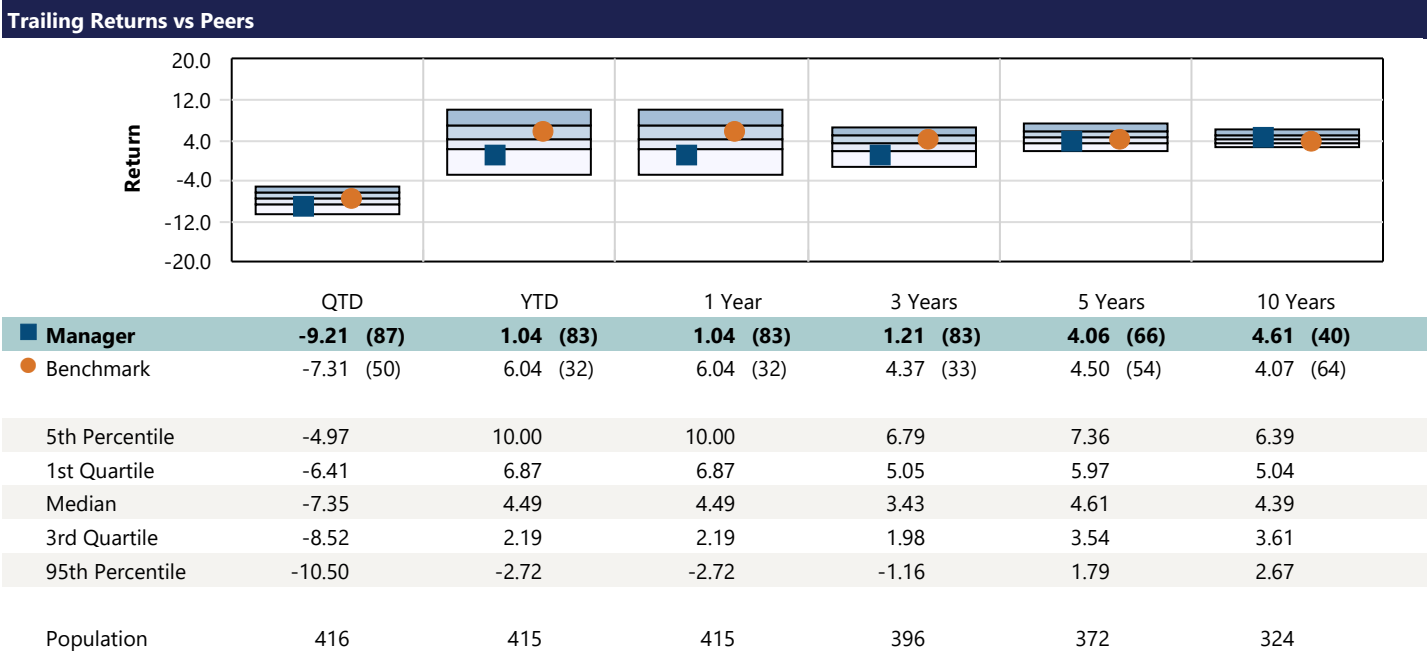 Trailing Returns vs Peers
20.0
12.0
4.0
-4.0
-12.0
-20.0
Return
QTD YTD 1 Year 3 Years 5 Years 10 Years
Manager -9.21 (87) 1.04 (83) 1.04 (83) 1.21 (83) 4.06 (66) 4.61 (40)
Benchmark -7.31 (50) 6.04 (32) 6.04 (32) 4.37 (33) 4.50 (54) 4.07 (64)
5th Percentile -4.97 10.00 10.00 6.79 7.36 6.39
1st Quartile -6.41 6.87 6.87 5.05 5.97 5.04
Median -7.35 4.49 4.49 3.43 4.61 4.39
3rd Quartile -8.52 2.19 2.19 1.98 3.54 3.61
95th Percentile -10.50 -2.72 -2.72 -1.16 1.79 2.67
Population 416 415 415 396 372 324